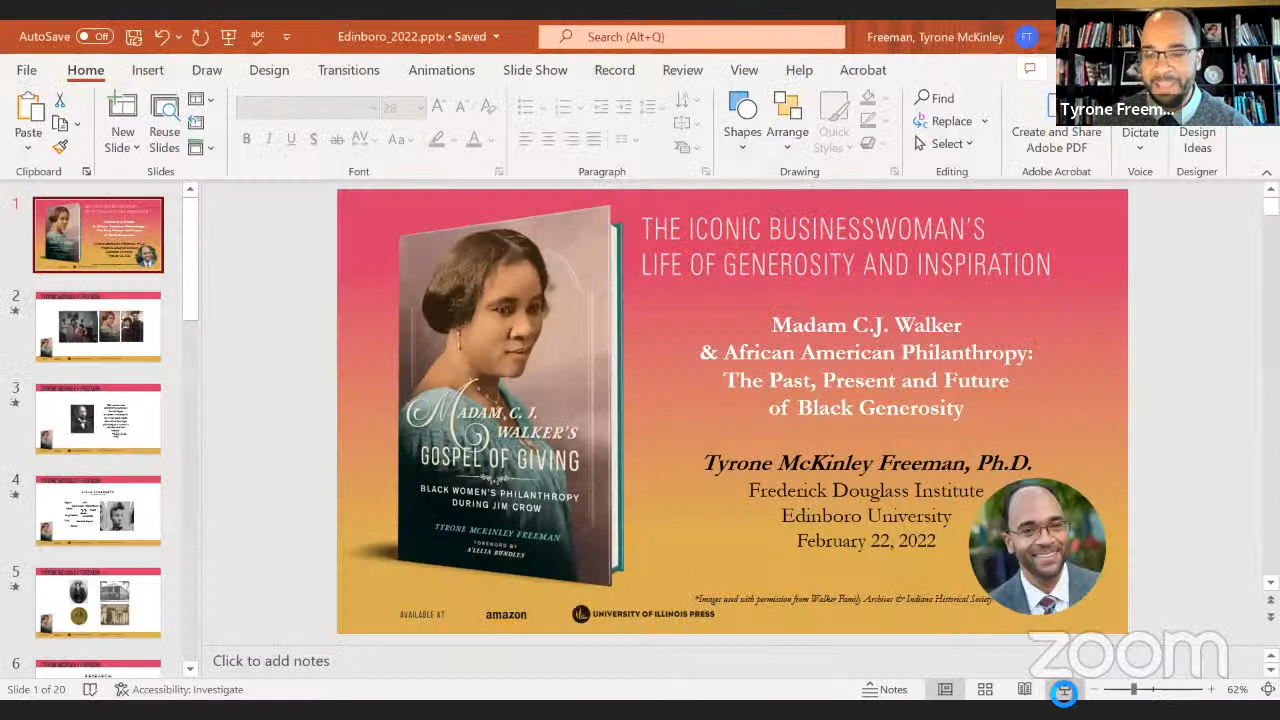 AutoSave Off
Edinboro_2022.pptx • Saved
Search (Alt+Q)
Freeman, Tyrone McKinley FT
File Home Insert Draw Design Transitions Animations Slide Show Record Review View Help Acrobat
Tyrone Freem...
Paste
New Slide
Reuse Slides
28
Shapes Arrange Quick Styles
Find
Replace
Select
Create and Share Adobe PDF
Dictate
Design Ideas
Clipboard Slides Font Paragraph Drawing Editing Adobe Acrobat Voice Designer
1
2
3
4
5
6
THE ICONIC BUSINESSWOMAN'S
LIFE OF GENEROSITY AND INSPIRATION
Madam C.J. Walker
& African American Philanthropy:
The Past, Present and Future
of Black Generosity
Tyrone McKinley Freeman, Ph.D.
Frederick Douglass Institute
Edinboro University
February 22, 2022
MADAM C. J.
WALKER'S
GOSPEL OF GIVING
BLACK WOMEN'S PHILANTHROPY
DURING JIM CROW
TYRONE MCKINLEY FREEMAN
FOREWORD BY
A'LELIA BUNDLES
*Images used with permission from Walker Family Archives & Indiana Historical Society
AVAILABLE AT amazon UNIVERSITY OF ILLINOIS PRESS
Click to add notes
zoom
Slide 1 of 20 Accessibility: Investigate Notes 62%